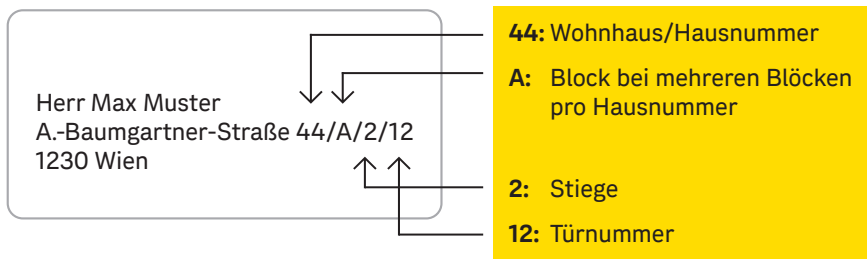 Herr Max Muster
A.-Baumgartner-Straße 44/A/2/12
1230 Wien
44: Wohnhaus/Hausnummer
A: Block bei mehreren Blöcken
pro Hausnummer
2: Stiege
12: Türnummer